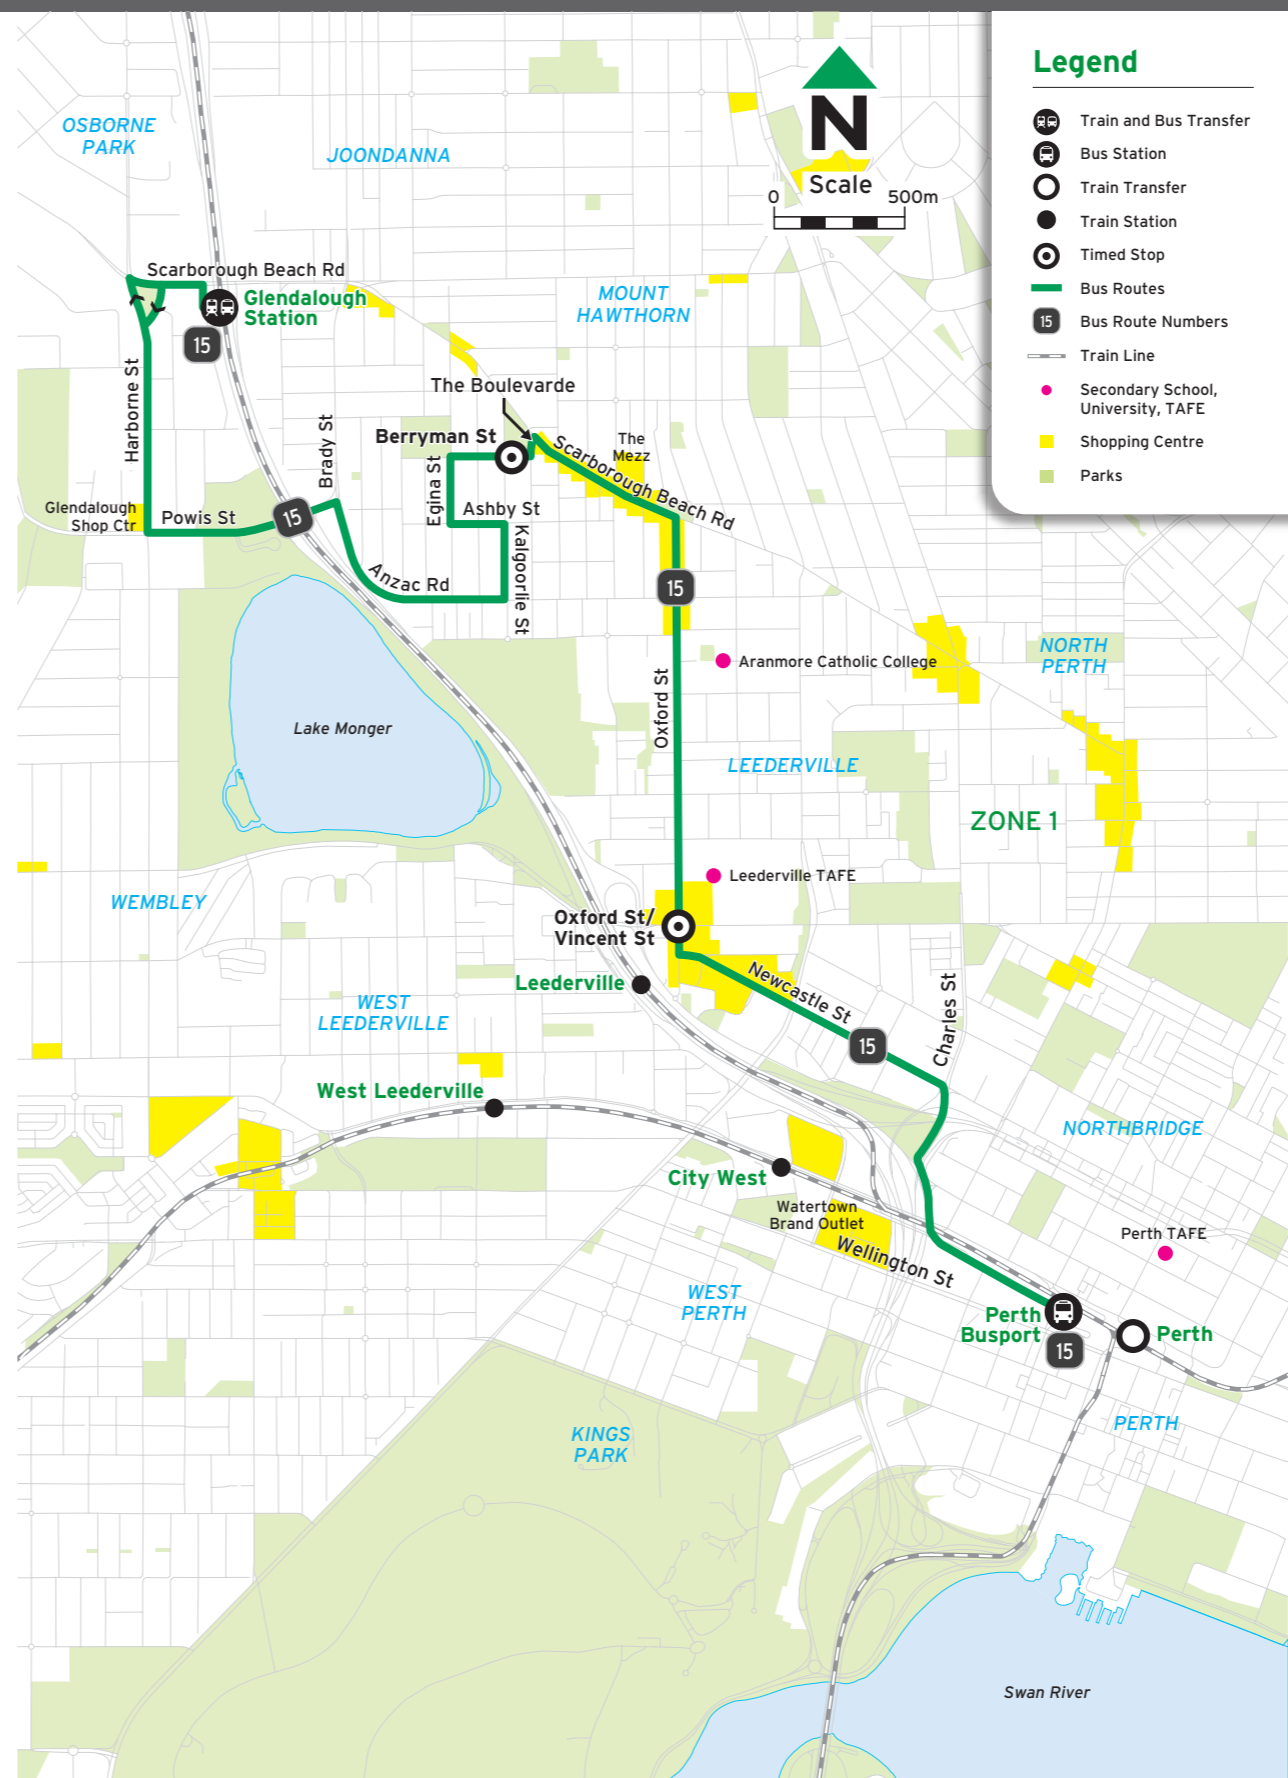 Legend
Train and Bus Transfer
Bus Station
Train Transfer
Train Station
Timed Stop
Bus Routes
15
Bus Route Numbers
Train Line
Secondary School,
University, TAFE
Shopping Centre
Parks
N
Scale
0
500m
OSBORNE
PARK
JOONDANNA
Scarborough Beach Rd
Glendalough
Station
15
MOUNT
HAWTHORN
Harborne St
The Boulevarde
Brady St
Berryman St
The
Mezz
Scarborough Beach Rd
Egina St
Glendalough
Shop Ctr
Powis St
15
Ashby St
Kalgoorlie St
Anzac Rd
15
Aranmore Catholic College
NORTH
PERTH
Oxford St
Lake Monger
LEEDERVILLE
ZONE 1
Leederville TAFE
WEMBLEY
Oxford St/
Vincent St
Leederville
Newcastle St
Charles St
WEST
LEEDERVILLE
15
West Leederville
NORTHBRIDGE
City West
Watertown
Brand Outlet
Wellington St
Perth TAFE
WEST
PERTH
Perth
Busport
15
Perth
PERTH
KINGS
PARK
Swan River